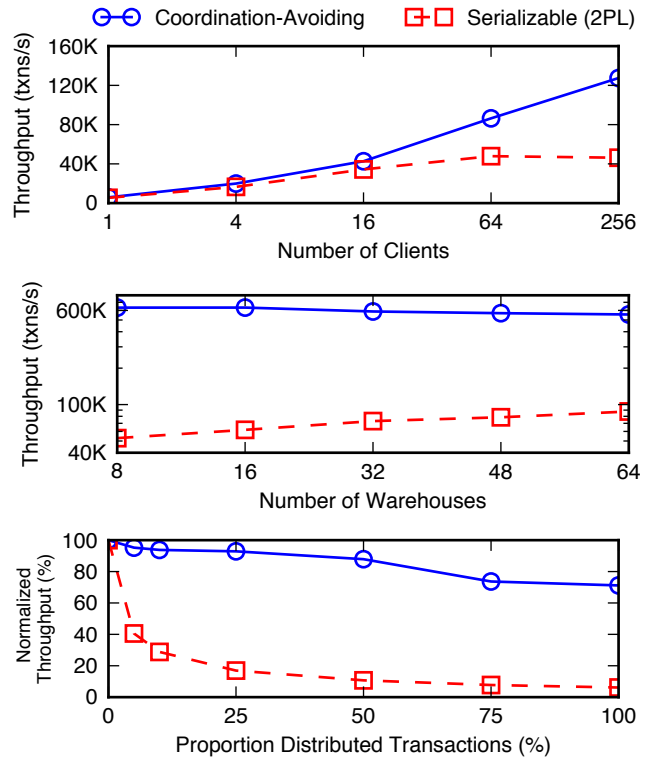 Coordination-Avoiding Serializable (2PL)
160K
120K
80K
40K
0
Throughput (txns/s)
1 4 16 64 256
Number of Clients
600K
100K
40K
Throughput (txns/s)
8 16 32 48 64
Number of Warehouses
100
80
60
40
20
0
Normalized
Throughput (%)
0 25 50 75 100
Proportion Distributed Transactions (%)